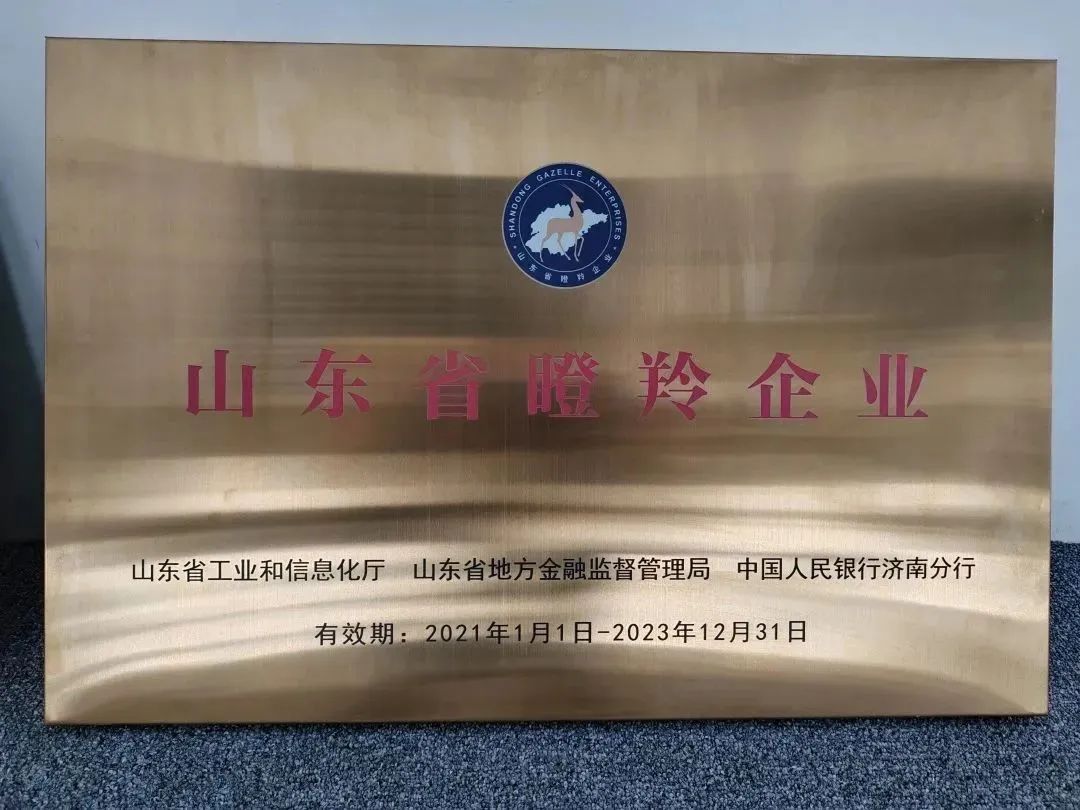 SHANDONG GAZELLE ENTERPRISES
山东省瞪羚企业
山东省瞪羚企业
山东省工业和信息化厅 山东省地方金融监督管理局 中国人民银行济南分行
有效期：2021年1月1日-2023年12月31日